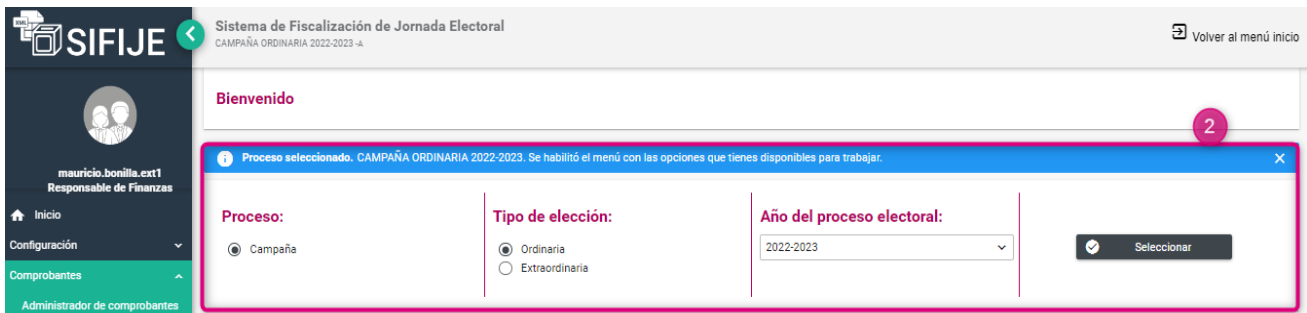 XML
SIFIJE
Sistema de Fiscalización de Jornada Electoral
CAMPAÑA ORDINARIA 2022-2023 -A
Volver al menú inicio
mauricio.bonilla.ext1
Responsable de Finanzas
Inicio
Configuración
Comprobantes
Administrador de comprobantes
Bienvenido
2
Proceso seleccionado. CAMPAÑA ORDINARIA 2022-2023. Se habilitó el menú con las opciones que tienes disponibles para trabajar.
Proceso:
Campaña
Tipo de elección:
Ordinaria
Extraordinaria
Año del proceso electoral:
2022-2023
Seleccionar